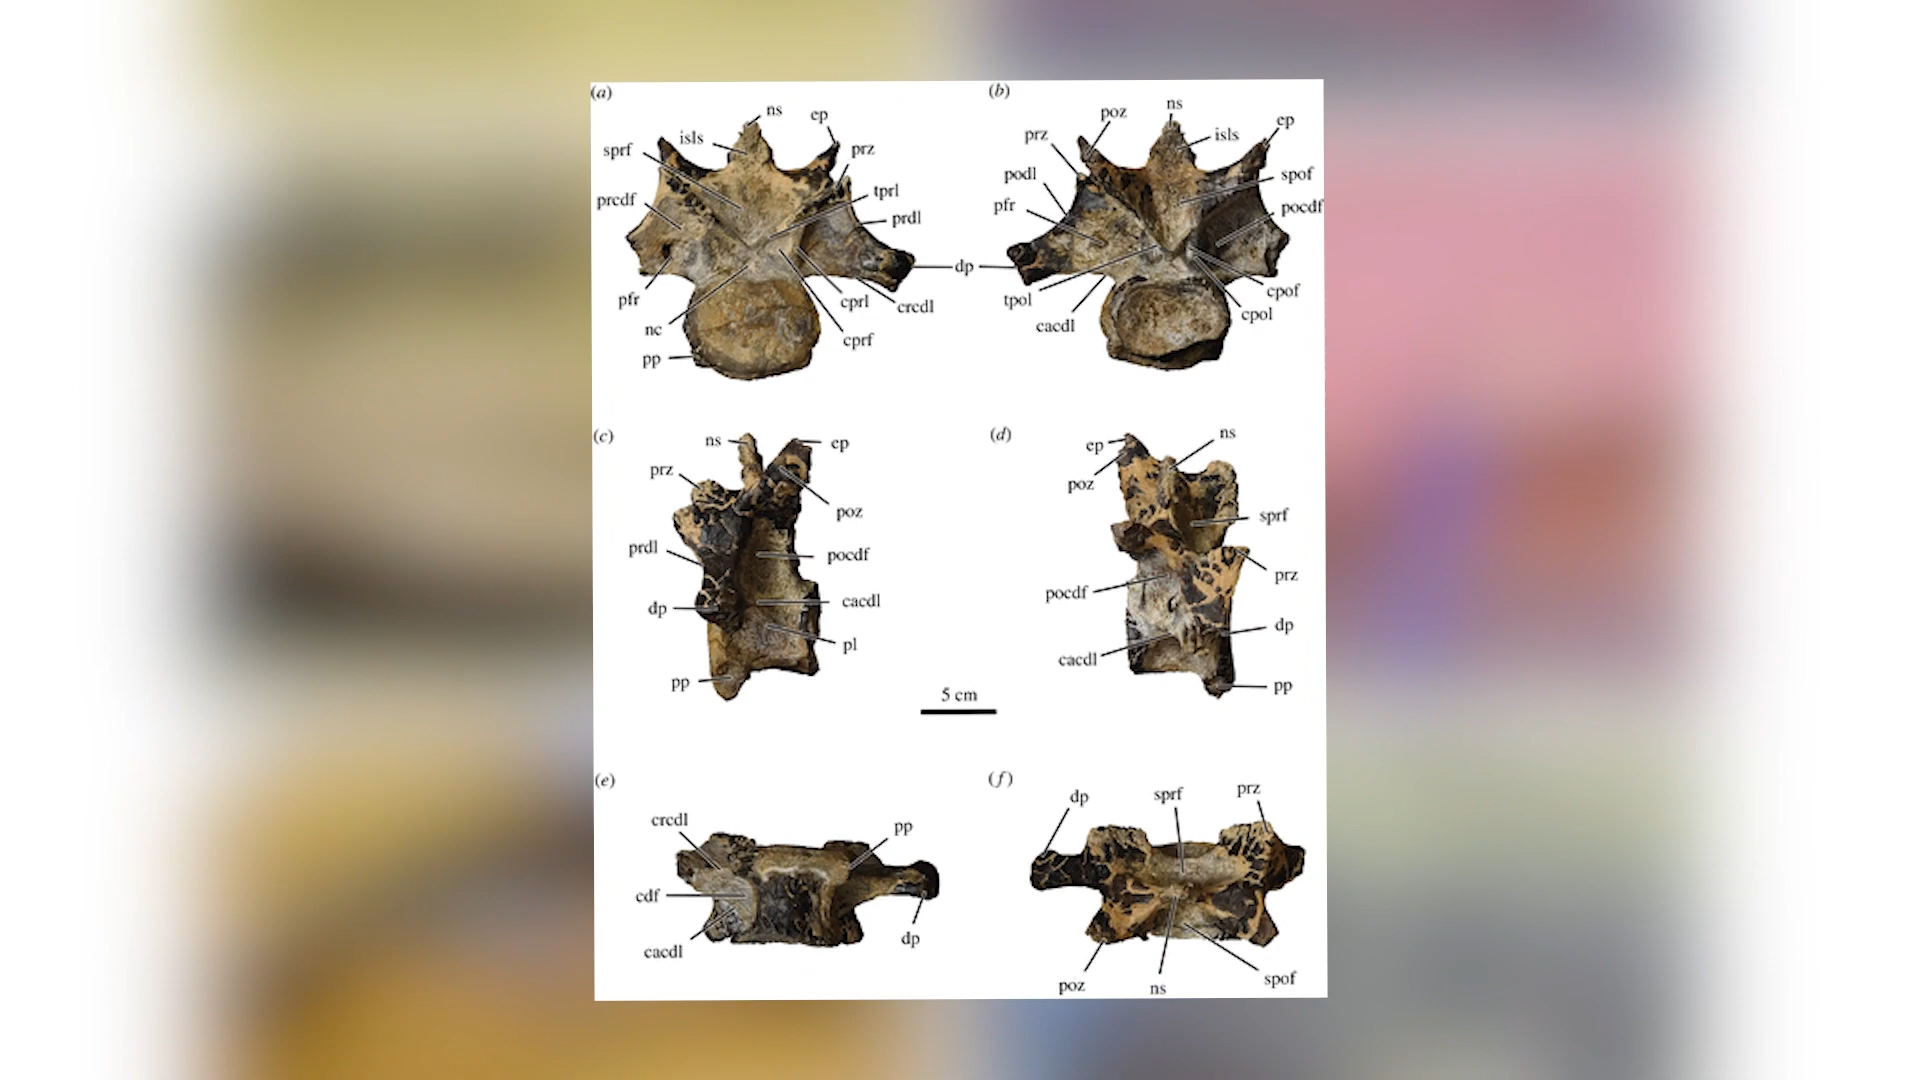 (a)
ns
ep
isls
sprf
prz
tprl
prcdf
prdl
dp
pfr
cprl
crcdl
nc
cprf
pp
(b)
ns
poz
ep
prz
isls
podl
spof
pfr
pocdf
tpol
cpof
cacdl
cpol
(c)
ns
ep
prz
poz
prdl
pocdf
dp
cacdl
pl
pp
(d)
ns
ep
poz
sprf
prz
pocdf
dp
cacdl
pp
5 cm
(e)
crcdl
pp
cdf
cacdl
dp
(f)
dp
sprf
prz
poz
ns
spof